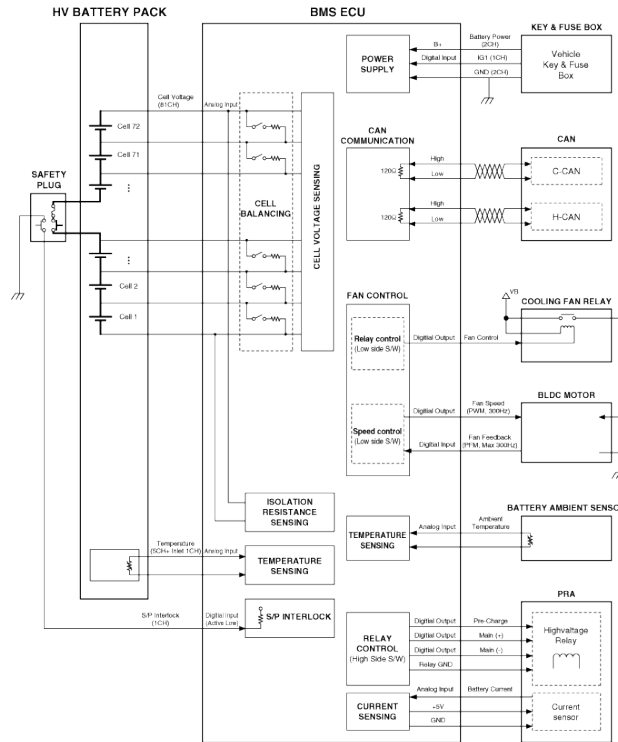 HV BATTERY PACK
BMS ECU
KEY & FUSE BOX
POWER
SUPPLY
B+
Battery Power
(2CH)
Digital Input
IG1 (1CH)
GND (2CH)
Vehicle
Key & Fuse
Box
Cell Voltage
(81CH)
Analog Input
Cell 72
Cell 71
⋮
SAFETY
PLUG
⋮
Cell 2
Cell 1
CELL
BALANCING
CELL VOLTAGE SENSING
CAN
COMMUNICATION
120Ω
High
Low
120Ω
High
Low
CAN
C-CAN
H-CAN
FAN CONTROL
Relay control
(Low side S/W)
Digitial Output
Fan Control
VB
COOLING FAN RELAY
Speed control
(Low side S/W)
Digitial Output
Fan Speed
(PWM, 300Hz)
Digitial Input
Fan Feedback
(PFM, Max 300Hz)
BLDC MOTOR
ISOLATION
RESISTANCE
SENSING
Temperature
(5CH+ Inlet 1CH)
Analog Input
TEMPERATURE
SENSING
TEMPERATURE
SENSING
Analog Input
Ambient
Temperature
BATTERY AMBIENT SENSO
S/P Interlock
(1CH)
Digitial Input
(Active Low)
S/P INTERLOCK
RELAY
CONTROL
(High Side S/W)
Digitial Output
Pre-Charge
Digitial Output
Main (+)
Digitial Output
Main (-)
Relay GND
PRA
Highvaltage
Relay
CURRENT
SENSING
Analog Input
Battery Current
+5V
GND
Current
sensor